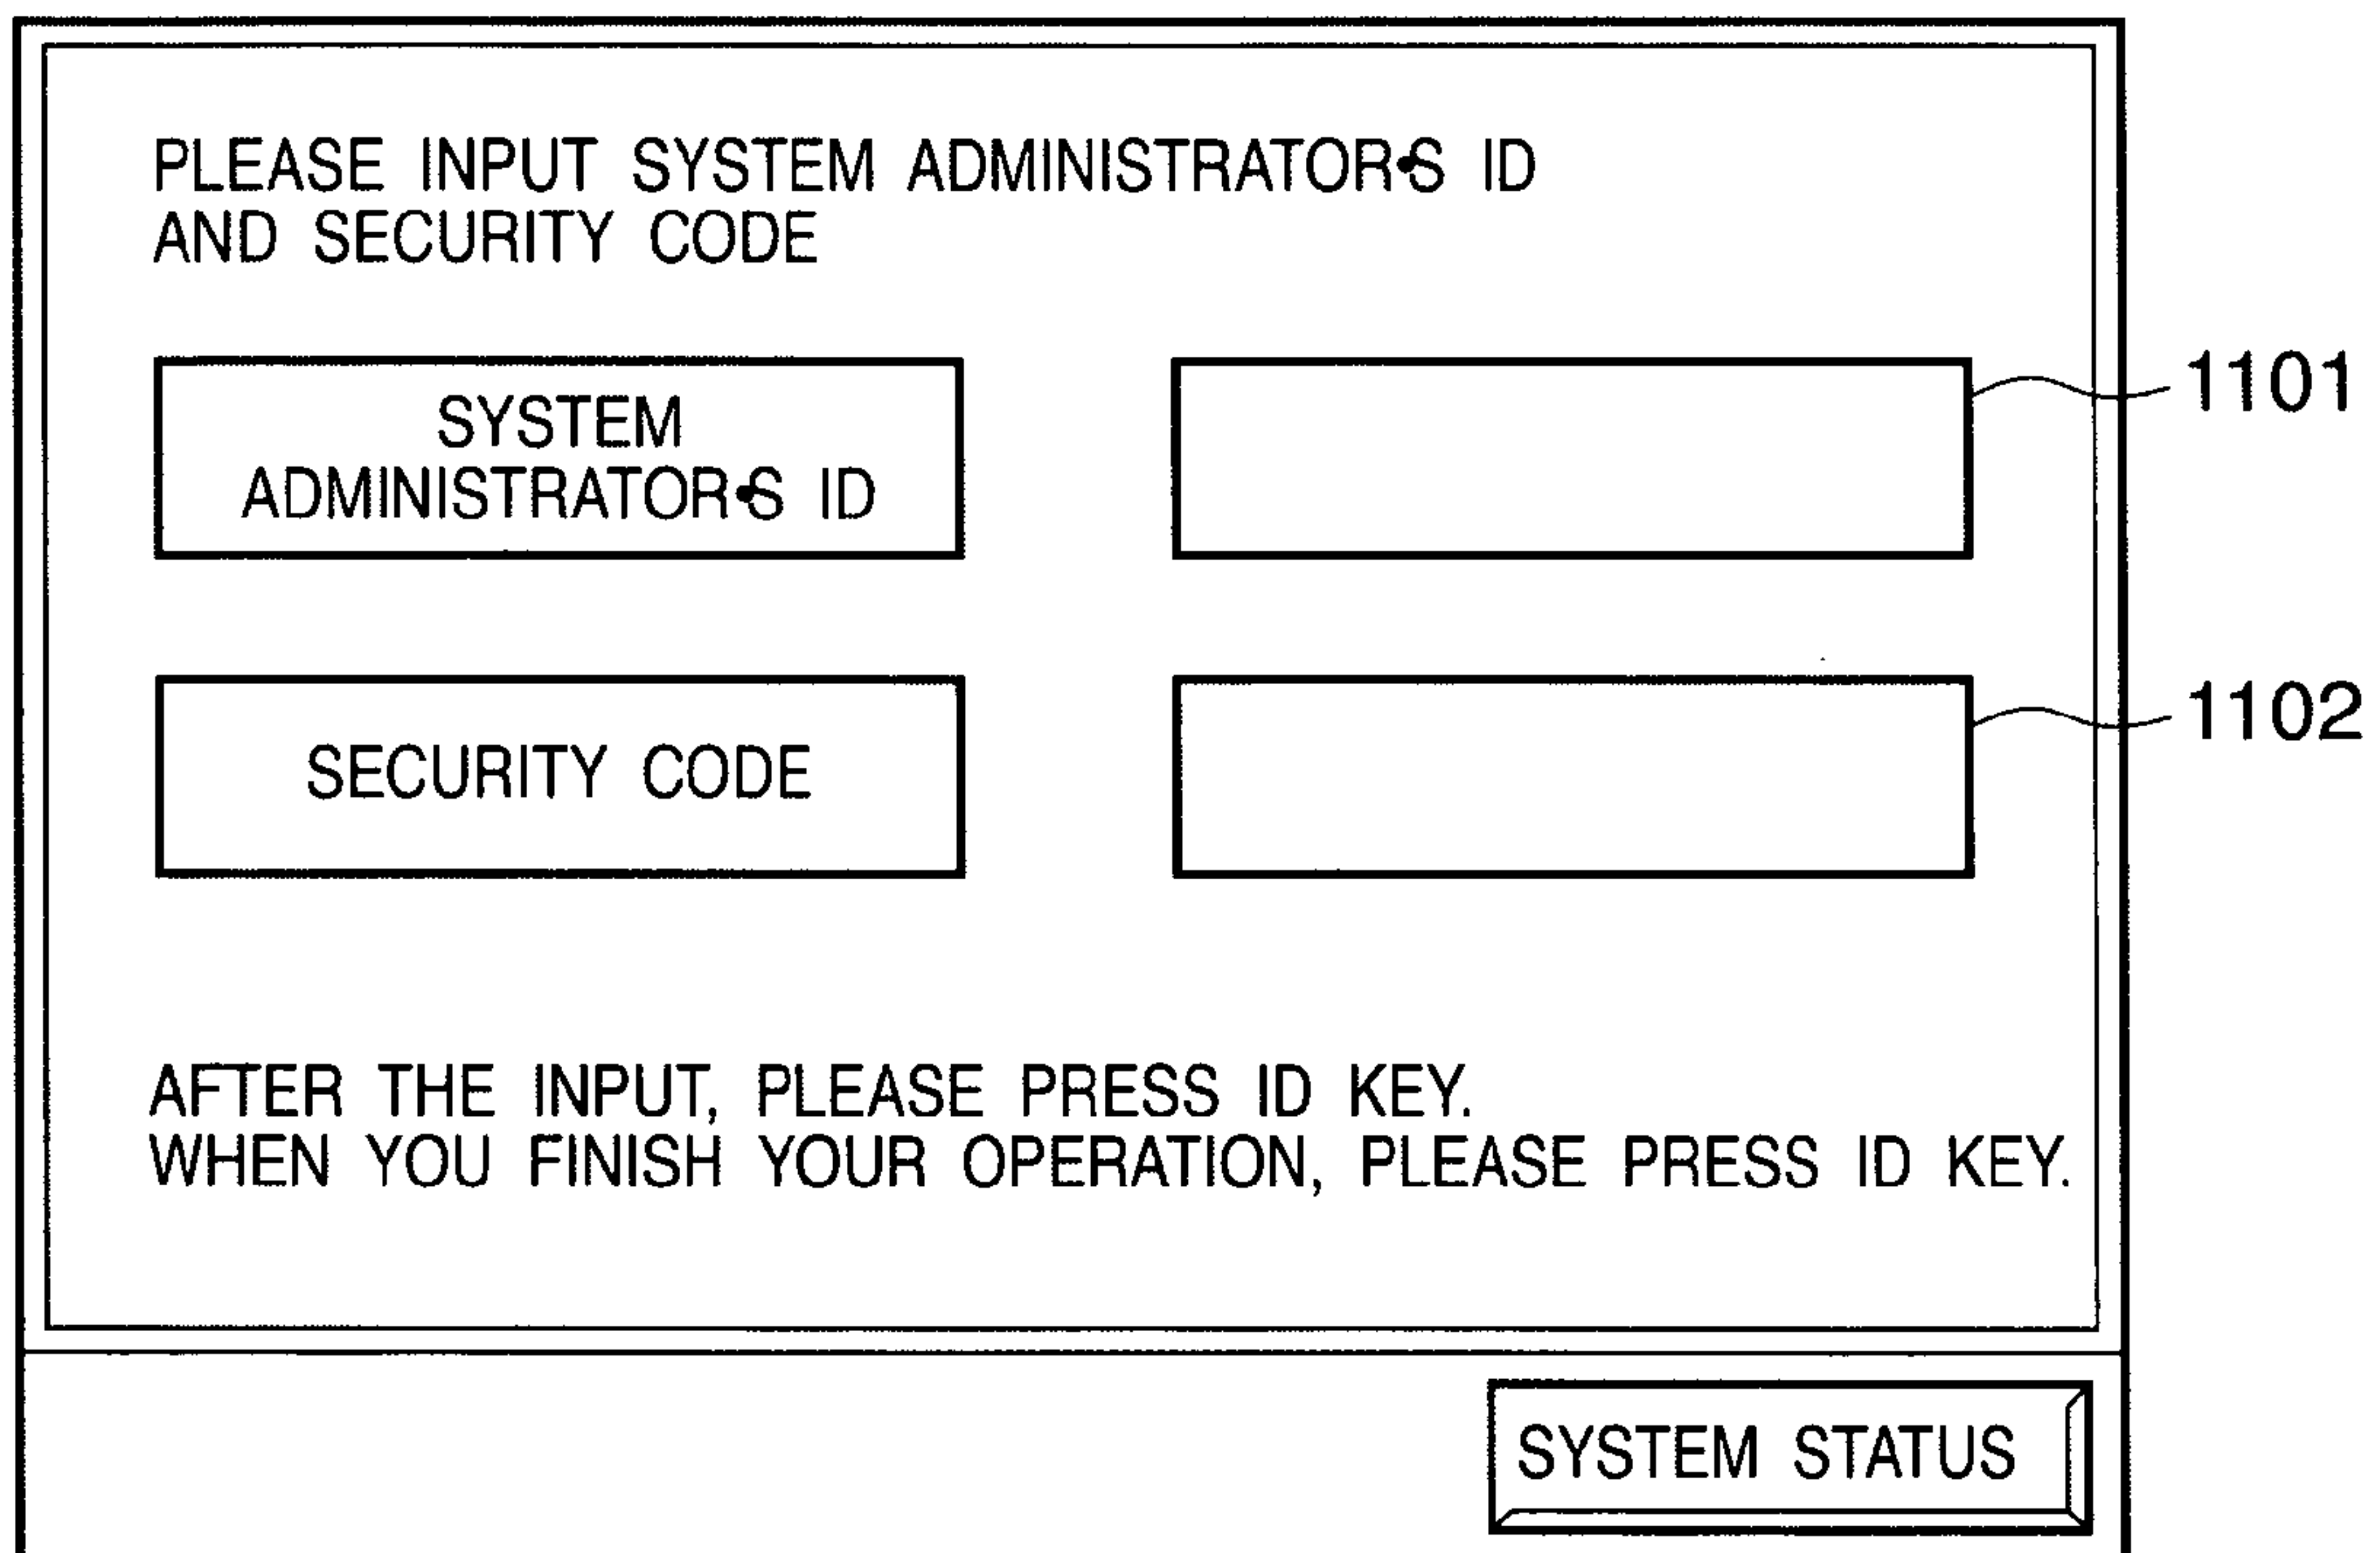 PLEASE INPUT SYSTEM ADMINISTRATOR•S ID
AND SECURITY CODE
SYSTEM
ADMINISTRATOR•S ID
1101
SECURITY CODE
1102
AFTER THE INPUT, PLEASE PRESS ID KEY.
WHEN YOU FINISH YOUR OPERATION, PLEASE PRESS ID KEY.
SYSTEM STATUS